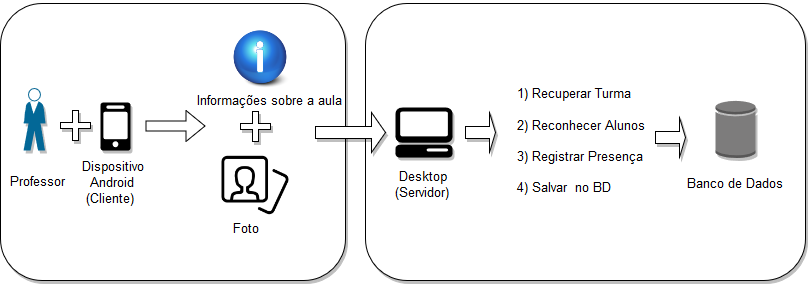 Professor
Dispositivo
Android
(Cliente)
Informações sobre a aula
Foto
Desktop
(Servidor)
1) Recuperar Turma
2) Reconhecer Alunos
3) Registrar Presença
4) Salvar no BD
Banco de Dados